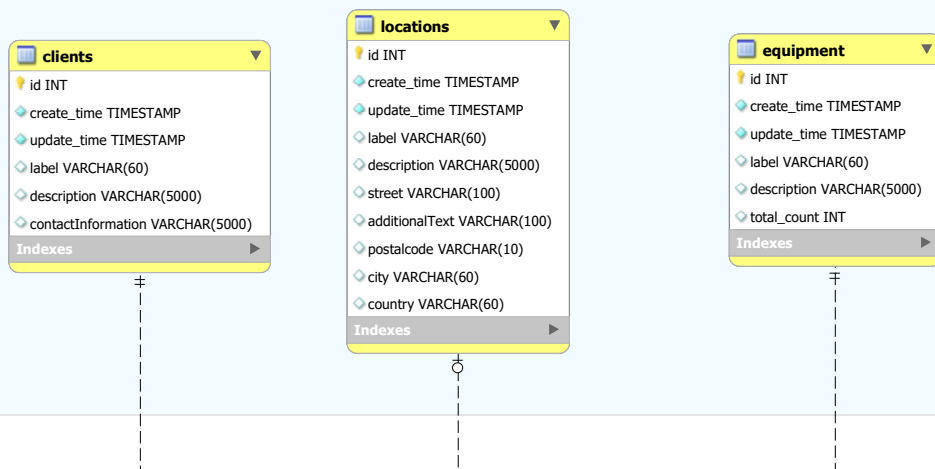 clients
id INT
create_time TIMESTAMP
update_time TIMESTAMP
label VARCHAR(60)
description VARCHAR(5000)
contactInformation VARCHAR(5000)
Indexes
locations
id INT
create_time TIMESTAMP
update_time TIMESTAMP
label VARCHAR(60)
description VARCHAR(5000)
street VARCHAR(100)
additionalText VARCHAR(100)
postalcode VARCHAR(10)
city VARCHAR(60)
country VARCHAR(60)
Indexes
equipment
id INT
create_time TIMESTAMP
update_time TIMESTAMP
label VARCHAR(60)
description VARCHAR(5000)
total_count INT
Indexes